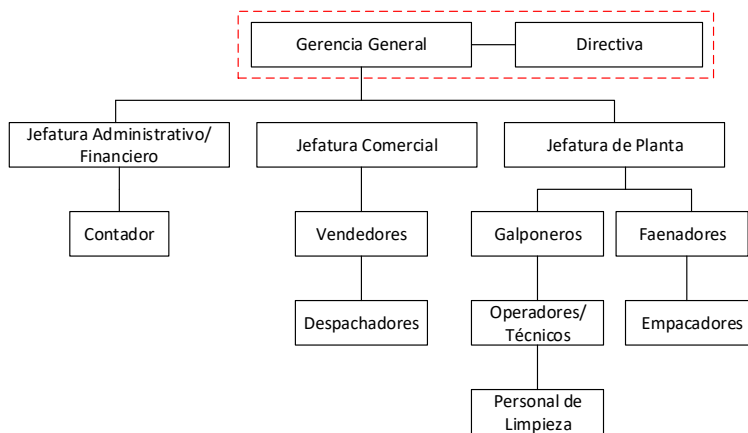 Gerencia General
Directiva
Jefatura Administrativo/
Financiero
Jefatura Comercial
Jefatura de Planta
Contador
Vendedores
Galponeros
Faenadores
Despachadores
Operadores/
Técnicos
Empacadores
Personal de
Limpieza